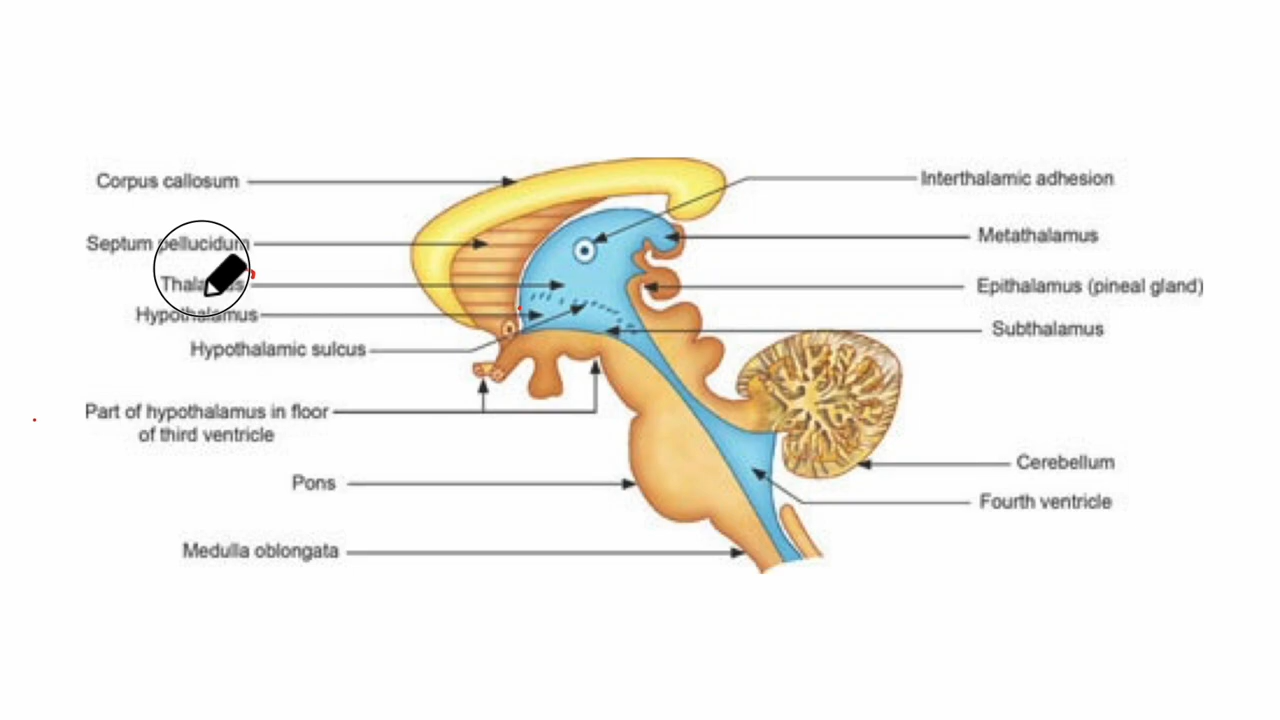 Corpus callosum
Interthalamic adhesion
Septum pellucidum
Metathalamus
Thalamus
Epithalamus (pineal gland)
Hypothalamus
Subthalamus
Hypothalamic sulcus
Part of hypothalamus in floor
of third ventricle
Cerebellum
Pons
Fourth ventricle
Medulla oblongata